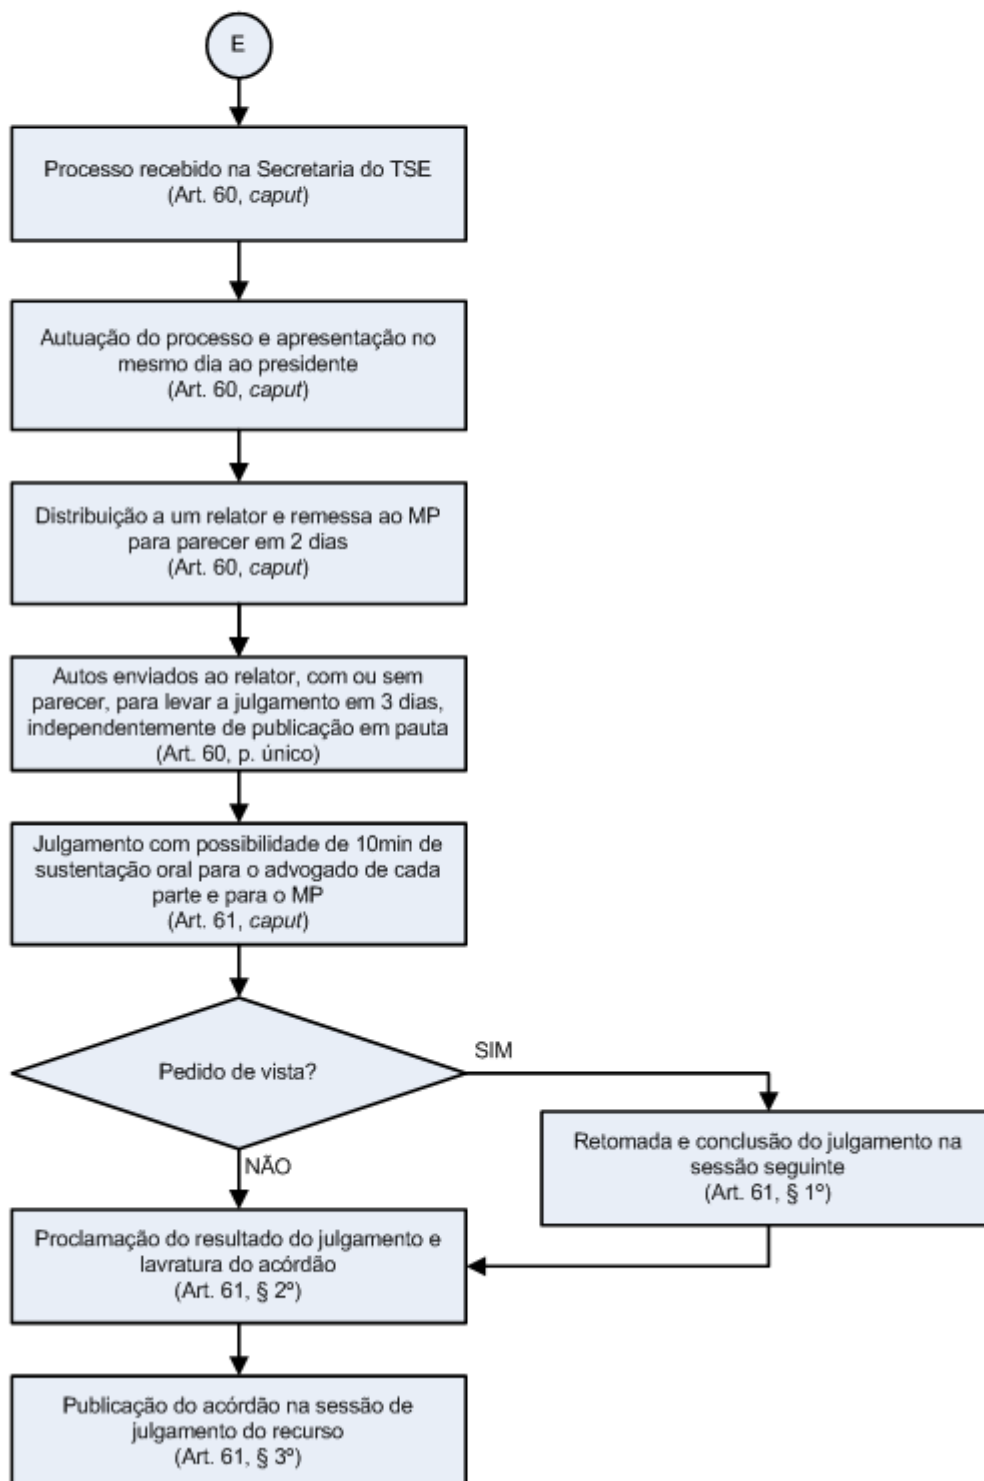 E
Processo recebido na Secretaria do TSE
(Art. 60, caput)
Autuação do processo e apresentação no
mesmo dia ao presidente
(Art. 60, caput)
Distribuição a um relator e remessa ao MP
para parecer em 2 dias
(Art. 60, caput)
Autos enviados ao relator, com ou sem
parecer, para levar a julgamento em 3 dias,
independentemente de publicação em pauta
(Art. 60, p. único)
Julgamento com possibilidade de 10min de
sustentação oral para o advogado de cada
parte e para o MP
(Art. 61, caput)
Pedido de vista?
SIM
Retomada e conclusão do julgamento na
sessão seguinte
(Art. 61, § 1º)
NÃO
Proclamação do resultado do julgamento e
lavratura do acórdão
(Art. 61, § 2º)
Publicação do acórdão na sessão de
julgamento do recurso
(Art. 61, § 3º)